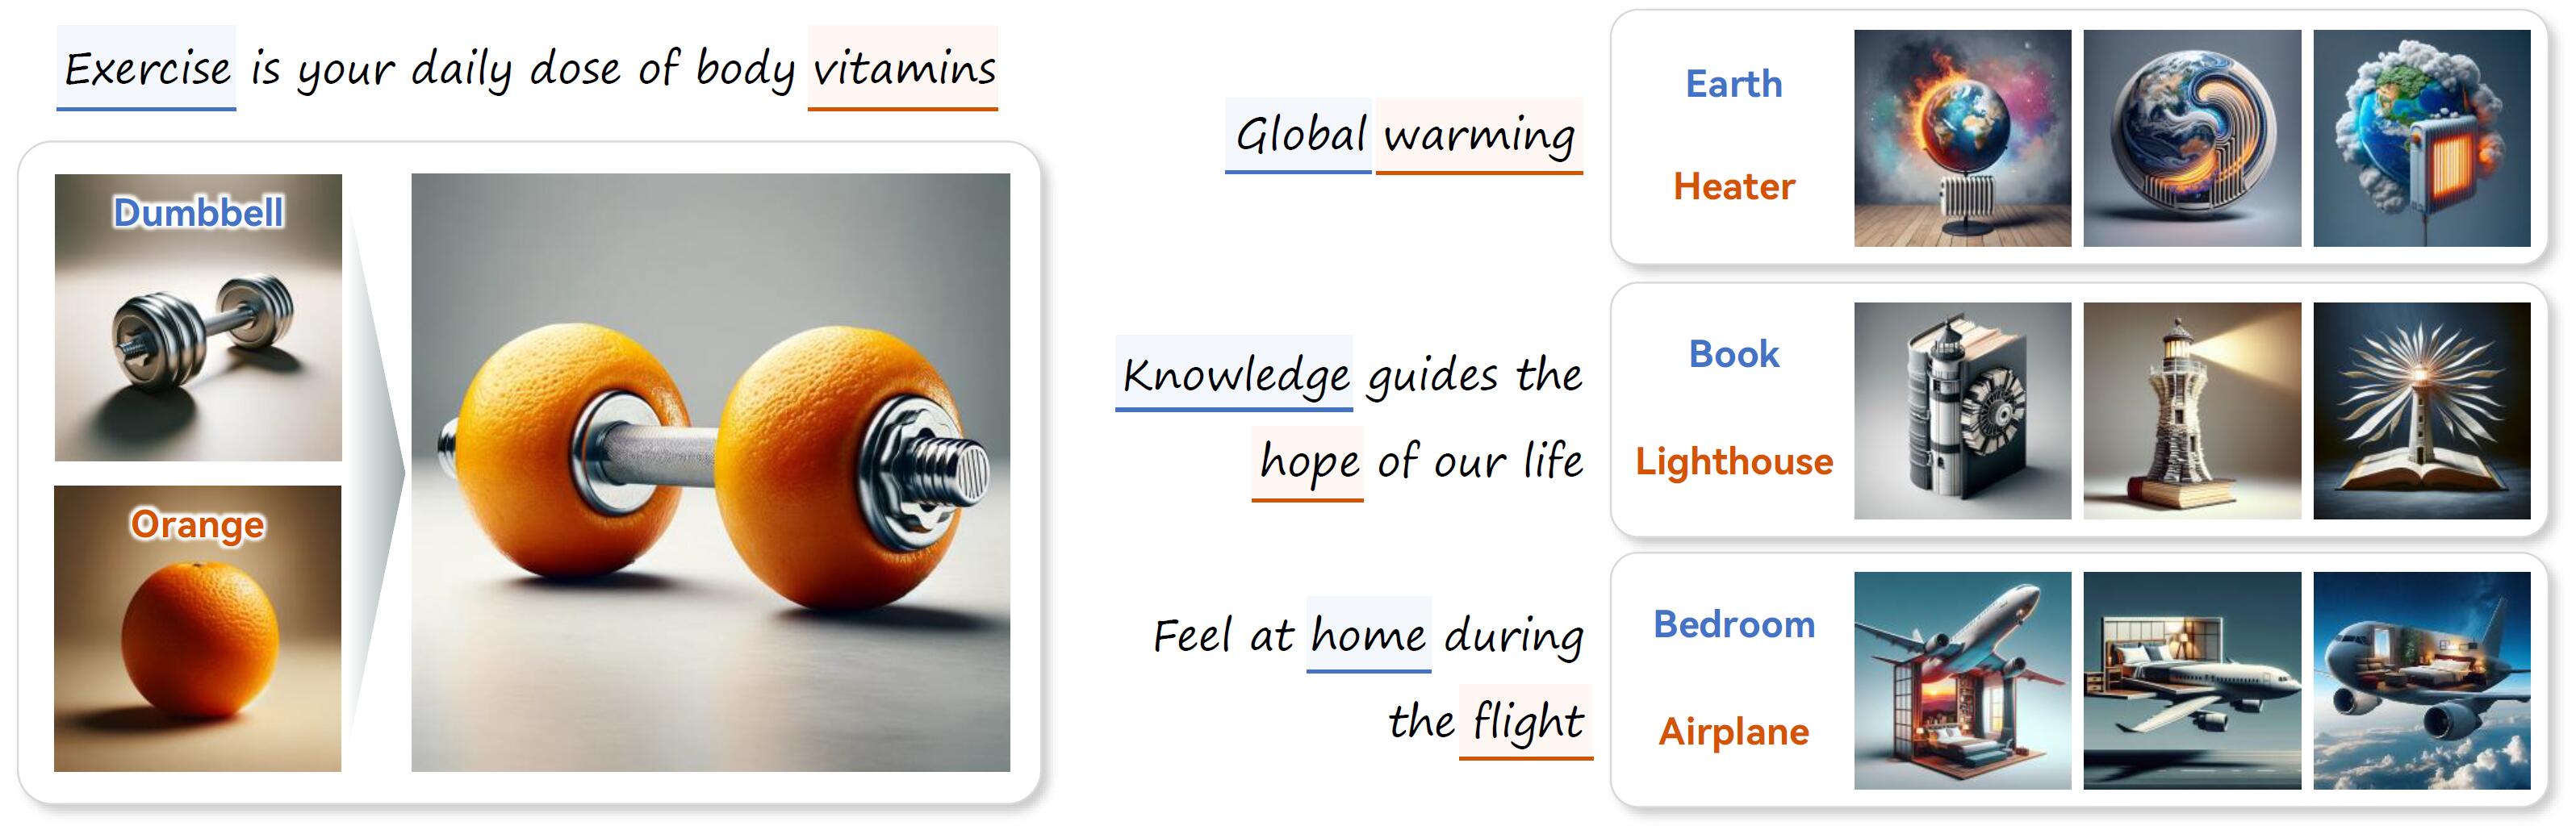 Exercise is your daily dose of body vitamins
Dumbbell
Orange
Global warming
Earth
Heater
Knowledge guides the
hope of our life
Book
Lighthouse
Feel at home during
the flight
Bedroom
Airplane